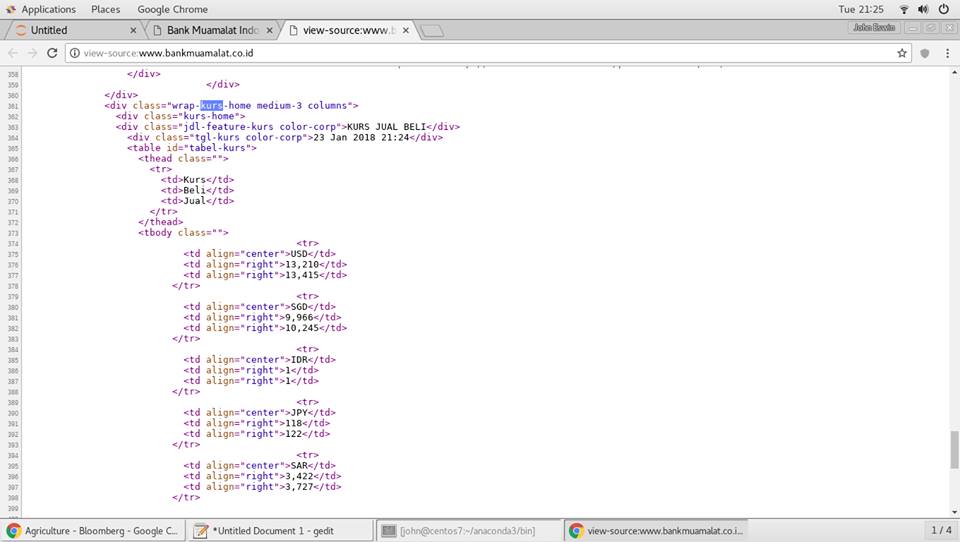 Applications Places Google Chrome Tue 21:25
Untitled Bank Muamalat Indo view-source:www.b John Eswin
view-source:www.bankmuamalat.co.id
358 </div>
359 </div>
360 </div>
361 <div class="wrap-kurs-home medium-3 columns">
362 <div class="kurs-home">
363 <div class="jdl-feature-kurs color-corp">KURS JUAL BELI</div>
364 <div class="tgl-kurs color-corp">23 Jan 2018 21:24</div>
365 <table id="tabel-kurs">
366 <thead class="">
367 <tr>
368 <td>Kurs</td>
369 <td>Beli</td>
370 <td>Jual</td>
371 </tr>
372 </thead>
373 <tbody class="">
374 <tr>
375 <td align="center">USD</td>
376 <td align="right">13,210</td>
377 <td align="right">13,415</td>
378 </tr>
379 <tr>
380 <td align="center">SGD</td>
381 <td align="right">9,966</td>
382 <td align="right">10,245</td>
383 </tr>
384 <tr>
385 <td align="center">IDR</td>
386 <td align="right">1</td>
387 <td align="right">1</td>
388 </tr>
389 <tr>
390 <td align="center">JPY</td>
391 <td align="right">118</td>
392 <td align="right">122</td>
393 </tr>
394 <tr>
395 <td align="center">SAR</td>
396 <td align="right">3,422</td>
397 <td align="right">3,727</td>
398 </tr>
399
Agriculture - Bloomberg - Google C... *Untitled Document 1 - gedit [john@centos7:~/anaconda3/bin] view-source:www.bankmuamalat.co.i... 1 / 4